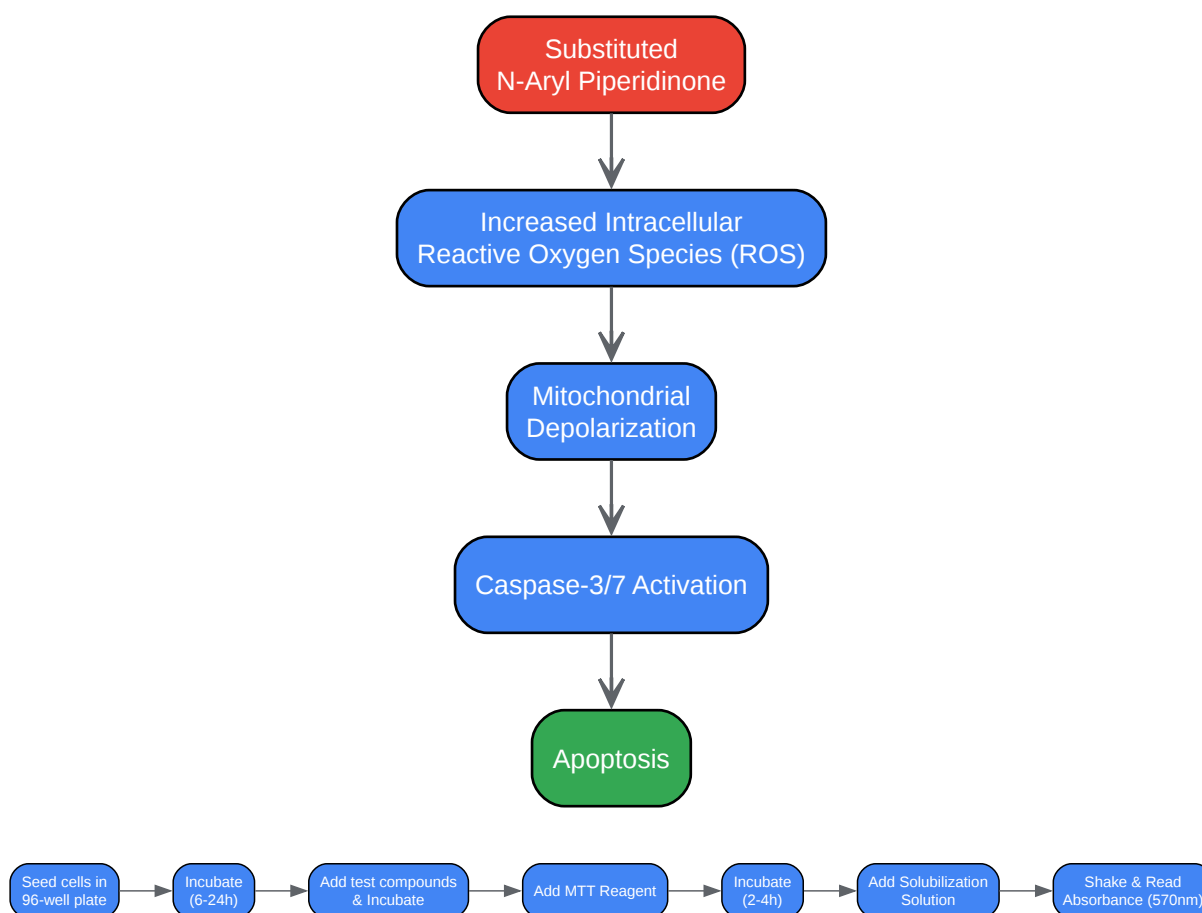 Substituted
N-Aryl Piperidinone
Increased Intracellular
Reactive Oxygen Species (ROS)
Mitochondrial
Depolarization
Caspase-3/7 Activation
Apoptosis
Seed cells in
96-well plate
Incubate
(6-24h)
Add test compounds
& Incubate
Add MTT Reagent
Incubate
(2-4h)
Add Solubilization
Solution
Shake & Read
Absorbance (570nm)